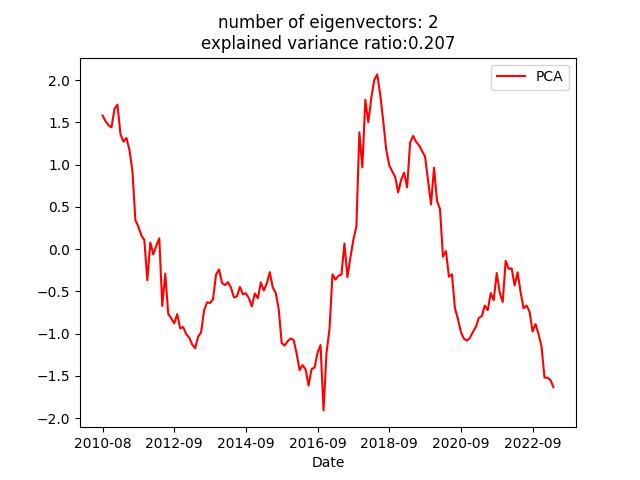 number of eigenvectors: 2
explained variance ratio:0.207
PCA
2.0
1.5
1.0
0.5
0.0
−0.5
−1.0
−1.5
−2.0
2010-08 2012-09 2014-09 2016-09 2018-09 2020-09 2022-09
Date